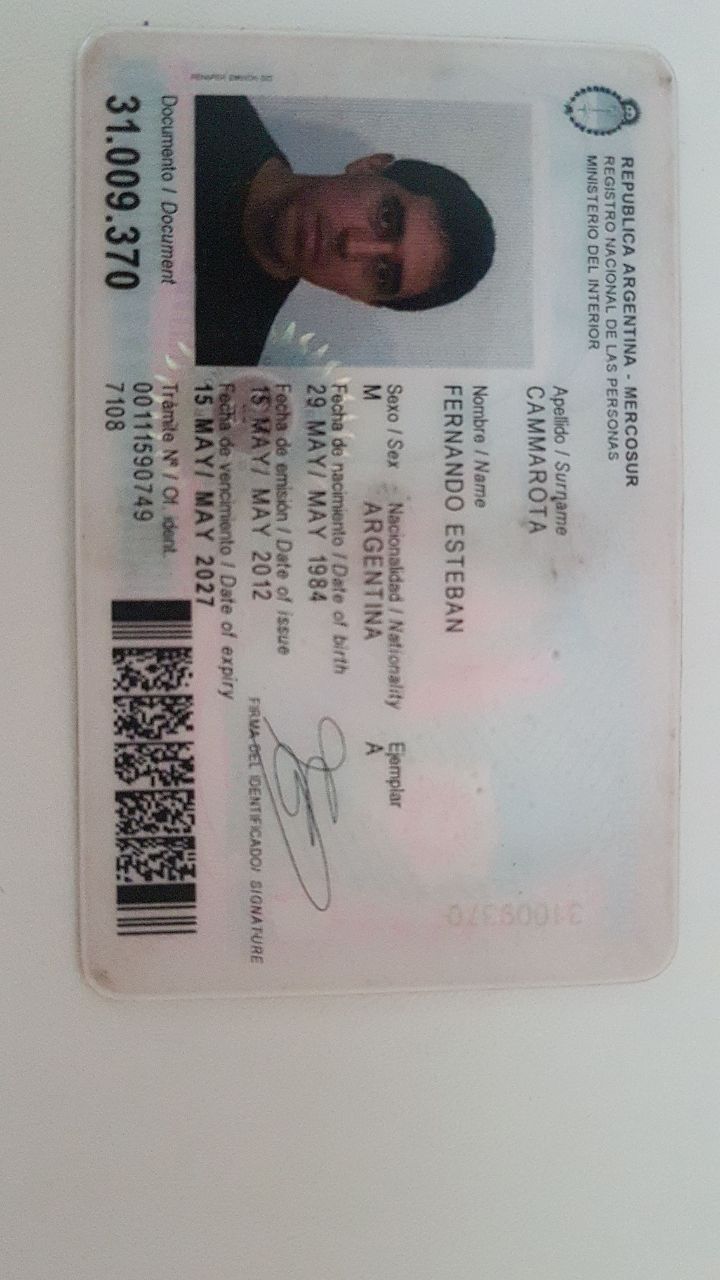 REPUBLICA ARGENTINA - MERCOSUR
REGISTRO NACIONAL DE LAS PERSONAS
MINISTERIO DEL INTERIOR
Apellido / Surname
CAMMAROTA
Nombre / Name
FERNANDO ESTEBAN
Sexo / Sex Nacionalidad / Nationality Ejemplar
M ARGENTINA A
Fecha de nacimiento / Date of birth
29 MAY/ MAY 1984
Fecha de emisión / Date of issue
15 MAY/ MAY 2012
Fecha de vencimiento / Date of expiry
15 MAY/ MAY 2027
FIRMA DEL IDENTIFICADO/ SIGNATURE
Documento / Document
31.009.370
Trámite Nº / Of. ident.
00111590749
7108
31009370